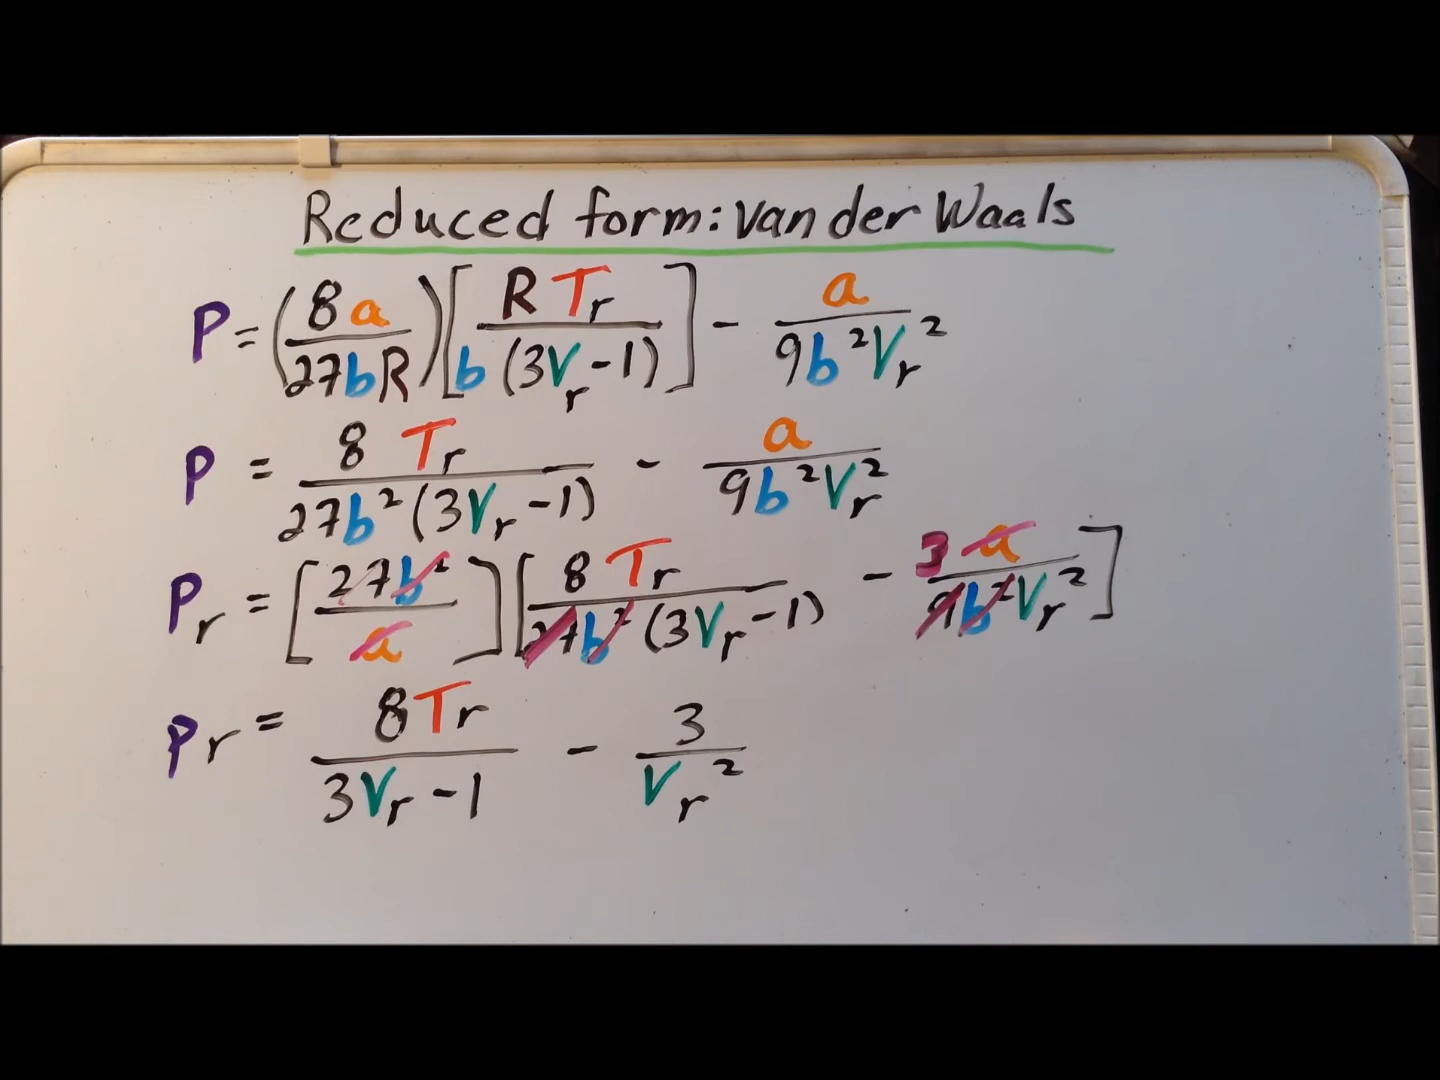 Reduced form: van der Waals
P = (8a / 27bR) [RTr / b(3Vr - 1)] - a / 9b²Vr²
P = 8Tr / 27b²(3Vr - 1) - a / 9b²Vr²
Pr = [27b² / a] [8Tr / 27b²(3Vr - 1) - 3a / 9b²Vr²]
Pr = 8Tr / 3Vr - 1 - 3 / Vr²